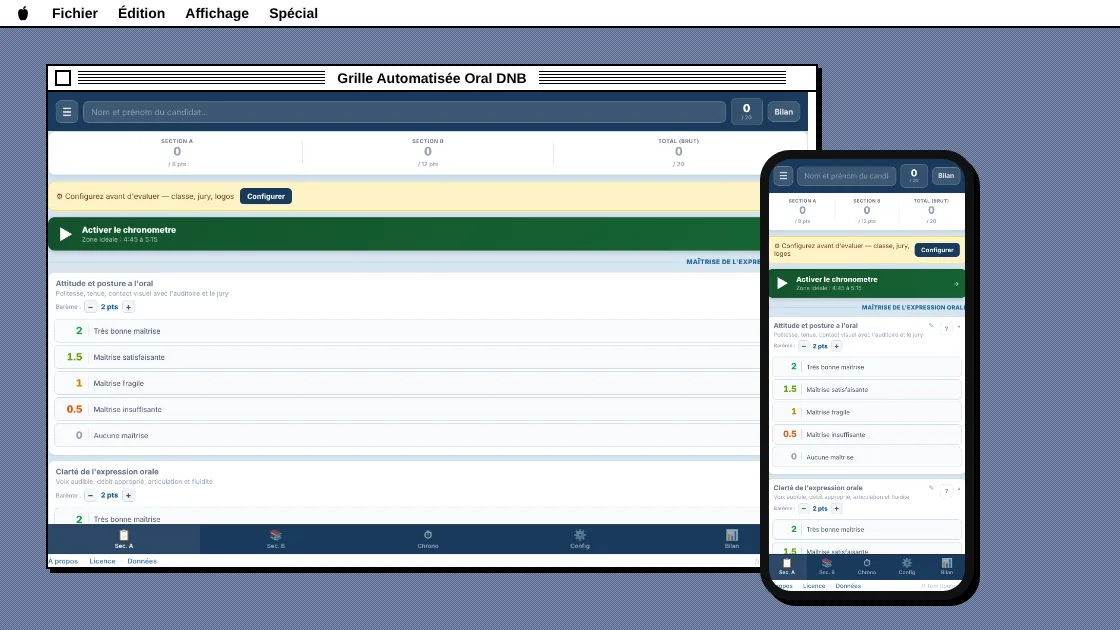 Fichier Édition Affichage Spécial
Grille Automatisée Oral DNB
☰ Nom et prénom du candidat... 0 / 20 Bilan
SECTION A SECTION B TOTAL (BRUT)
0 0 0
/ 8 pts / 12 pts / 20
⚙ Configurez avant d'evaluer — classe, jury, logos Configurer
Activer le chronometre
Zone idéale : 4:45 à 5:15
MAÎTRISE DE L'EXPRE
Attitude et posture a l'oral
Politesse, tenue, contact visuel avec l'auditoire et le jury
Barème : − 2 pts +
2 Très bonne maîtrise
1.5 Maîtrise satisfaisante
1 Maîtrise fragile
0.5 Maîtrise insuffisante
0 Aucune maîtrise
Clarté de l'expression orale
Voix audible, débit approprié, articulation et fluidité
Barème : − 2 pts +
2 Très bonne maîtrise
Sec. A Sec. B Chrono Config Bilan
À propos Licence · Données
☰ Nom et prénom du candi 0 / 20 Bilan
SECTION A SECTION B TOTAL (BRUT)
0 0 0
/ 8 pts / 12 pts / 20
⚙ Configurez avant d'evaluer — classe, jury,
logos
Configurer
Activer le chronometre
Zone idéale : 4:45 à 5:15
MAÎTRISE DE L'EXPRESSION ORALE
Attitude et posture a l'oral ?
Politesse, tenue, contact visuel avec l'auditoire et le jury
Barème : − 2 pts +
2 Très bonne maîtrise
1.5 Maîtrise satisfaisante
1 Maîtrise fragile
0.5 Maîtrise insuffisante
0 Aucune maîtrise
Clarté de l'expression orale ?
Voix audible, débit approprié, articulation et fluidité
Barème : − 2 pts +
2 Très bonne maîtrise
1.5 Maîtrise satisfaisante
Sec. A Sec. B Chrono Config Bilan
opos Licence · Données